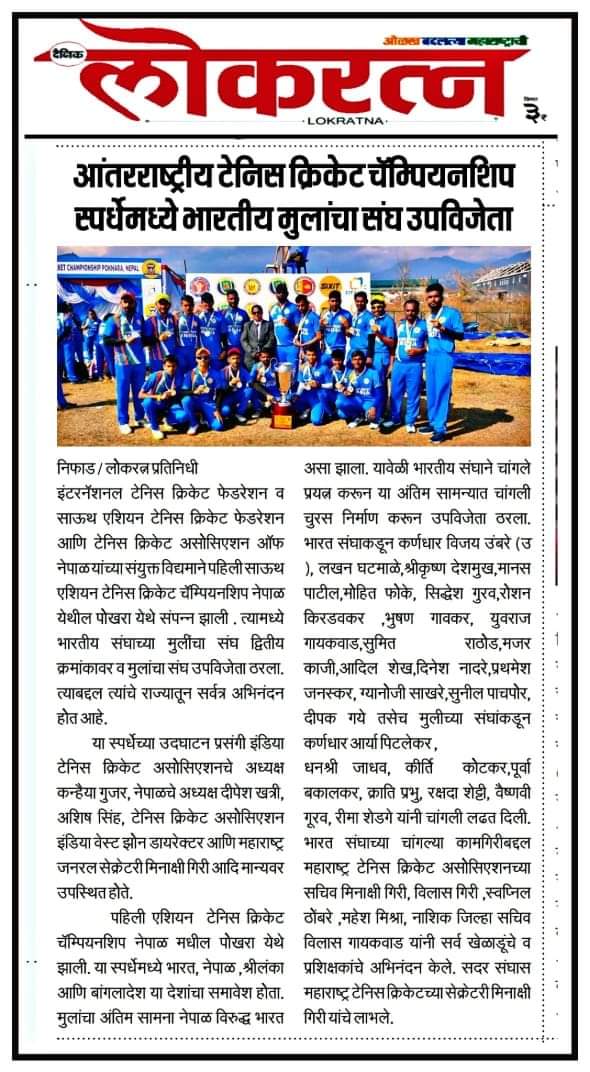 दैनिक
ओळख बदलत्या महाराष्ट्राची
लोकरत्न
LOKRATNA
किंमत
३₹
आंतरराष्ट्रीय टेनिस क्रिकेट चॅम्पियनशिप
स्पर्धेमध्ये भारतीय मुलांचा संघ उपविजेता
KET CHAMPIONSHIP POKHARA, NEPAL
निफाड / लोकरत्न प्रतिनिधी
इंटरनॅशनल टेनिस क्रिकेट फेडरेशन व
साऊथ एशियन टेनिस क्रिकेट फेडरेशन
आणि टेनिस क्रिकेट असोसिएशन ऑफ
नेपाळयांच्या संयुक्त विद्यमाने पहिली साऊथ
एशियन टेनिस क्रिकेट चॅम्पियनशिप नेपाळ
येथील पोखरा येथे संपन्न झाली . त्यामध्ये
भारतीय संघाच्या मुलींचा संघ द्वितीय
क्रमांकावर व मुलांचा संघ उपविजेता ठरला.
त्याबद्दल त्यांचे राज्यातून सर्वत्र अभिनंदन
होत आहे.
या स्पर्धेच्या उदघाटन प्रसंगी इंडिया
टेनिस क्रिकेट असोसिएशनचे अध्यक्ष
कन्हैया गुजर, नेपाळचे अध्यक्ष दीपेश खत्री,
अशिष सिंह, टेनिस क्रिकेट असोसिएशन
इंडिया वेस्ट झोन डायरेक्टर आणि महाराष्ट्र
जनरल सेक्रेटरी मिनाक्षी गिरी आदि मान्यवर
उपस्थित होते.
पहिली एशियन टेनिस क्रिकेट
चॅम्पियनशिप नेपाळ मधील पोखरा येथे
झाली. या स्पर्धेमध्ये भारत, नेपाळ ,श्रीलंका
आणि बांगलादेश या देशांचा समावेश होता.
मुलांचा अंतिम सामना नेपाळ विरुद्ध भारत
असा झाला. यावेळी भारतीय संघाने चांगले
प्रयत्न करून या अंतिम सामन्यात चांगली
चुरस निर्माण करून उपविजेता ठरला.
भारत संघाकडून कर्णधार विजय उंबरे (उ
), लखन घटमाळे,श्रीकृष्ण देशमुख,मानस
पाटील,मोहित फोके, सिद्धेश गुरव,रोशन
किरडवकर ,भुषण गावकर, युवराज
गायकवाड,सुमित राठोड,मजर
काजी,आदिल शेख,दिनेश नादरे,प्रथमेश
जनस्कर, ग्यानोजी साखरे,सुनील पाचपोर,
दीपक गये तसेच मुलीच्या संघांकडून
कर्णधार आर्या पिटलेकर ,
धनश्री जाधव, कीर्ति कोटकर,पूर्वा
बकालकर, क्राति प्रभु, रक्षदा शेट्टी, वैष्णवी
गूरव, रीमा शेडगे यांनी चांगली लढत दिली.
भारत संघाच्या चांगल्या कामगिरीबद्दल
महाराष्ट्र टेनिस क्रिकेट असोसिएशनच्या
सचिव मिनाक्षी गिरी, विलास गिरी ,स्वप्निल
ठोंबरे ,महेश मिश्रा, नाशिक जिल्हा सचिव
विलास गायकवाड यांनी सर्व खेळाडूंचे व
प्रशिक्षकांचे अभिनंदन केले. सदर संघास
महाराष्ट्र टेनिस क्रिकेटच्या सेक्रेटरी मिनाक्षी
गिरी यांचे लाभले.